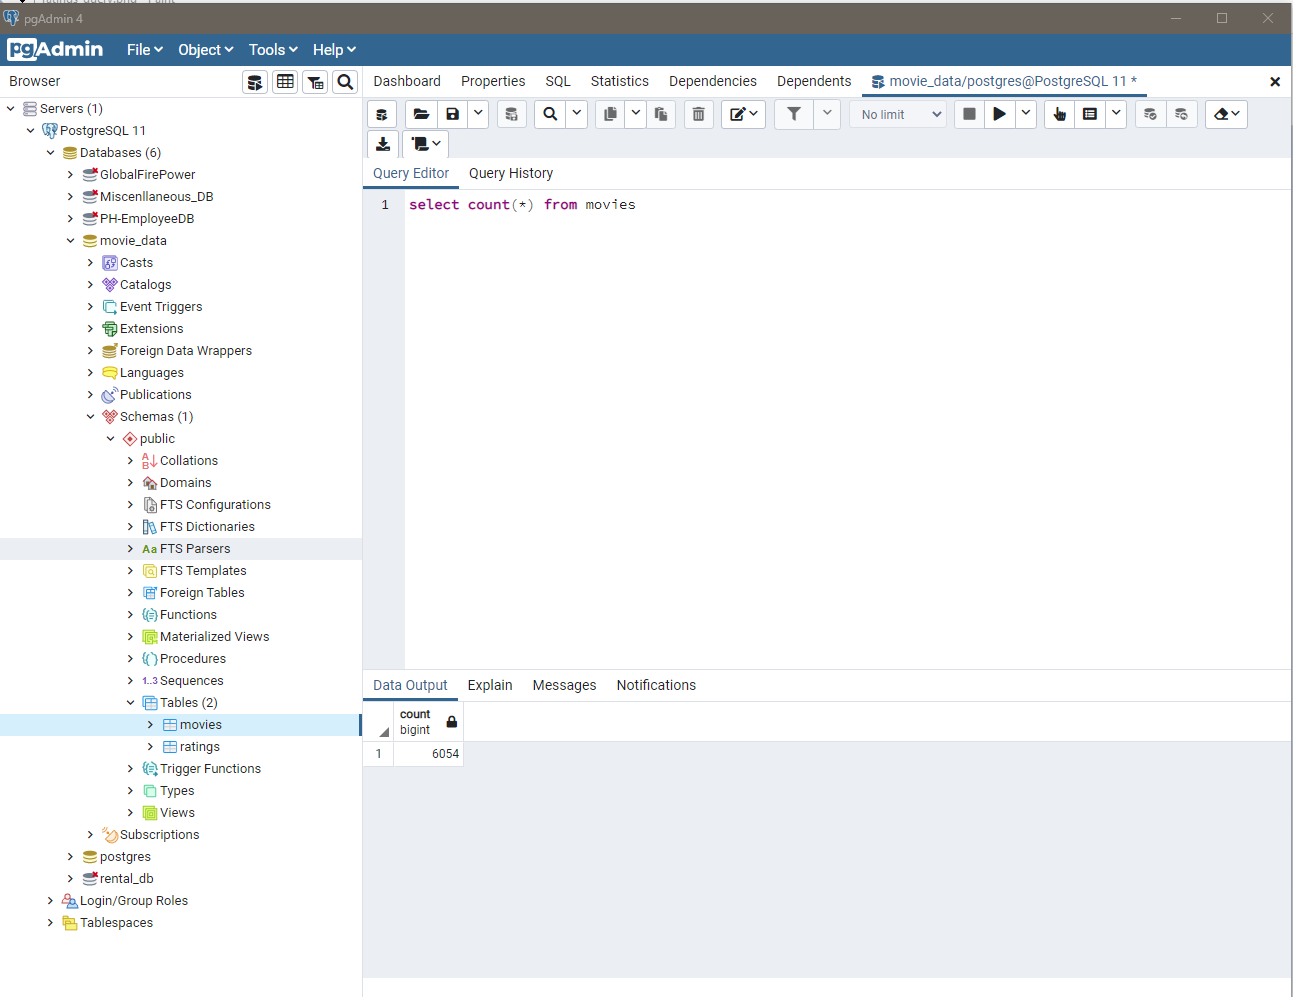 pgAdmin 4
pgAdmin File Object Tools Help
Browser
Dashboard Properties SQL Statistics Dependencies Dependents movie_data/postgres@PostgreSQL 11 *
No limit
Query Editor Query History
1 select count(*) from movies
Servers (1)
PostgreSQL 11
Databases (6)
GlobalFirePower
Miscenllaneous_DB
PH-EmployeeDB
movie_data
Casts
Catalogs
Event Triggers
Extensions
Foreign Data Wrappers
Languages
Publications
Schemas (1)
public
Collations
Domains
FTS Configurations
FTS Dictionaries
Aa FTS Parsers
FTS Templates
Foreign Tables
Functions
Materialized Views
Procedures
1..3 Sequences
Tables (2)
movies
ratings
Trigger Functions
Types
Views
Subscriptions
postgres
rental_db
Login/Group Roles
Tablespaces
Data Output Explain Messages Notifications
count
bigint
1 6054